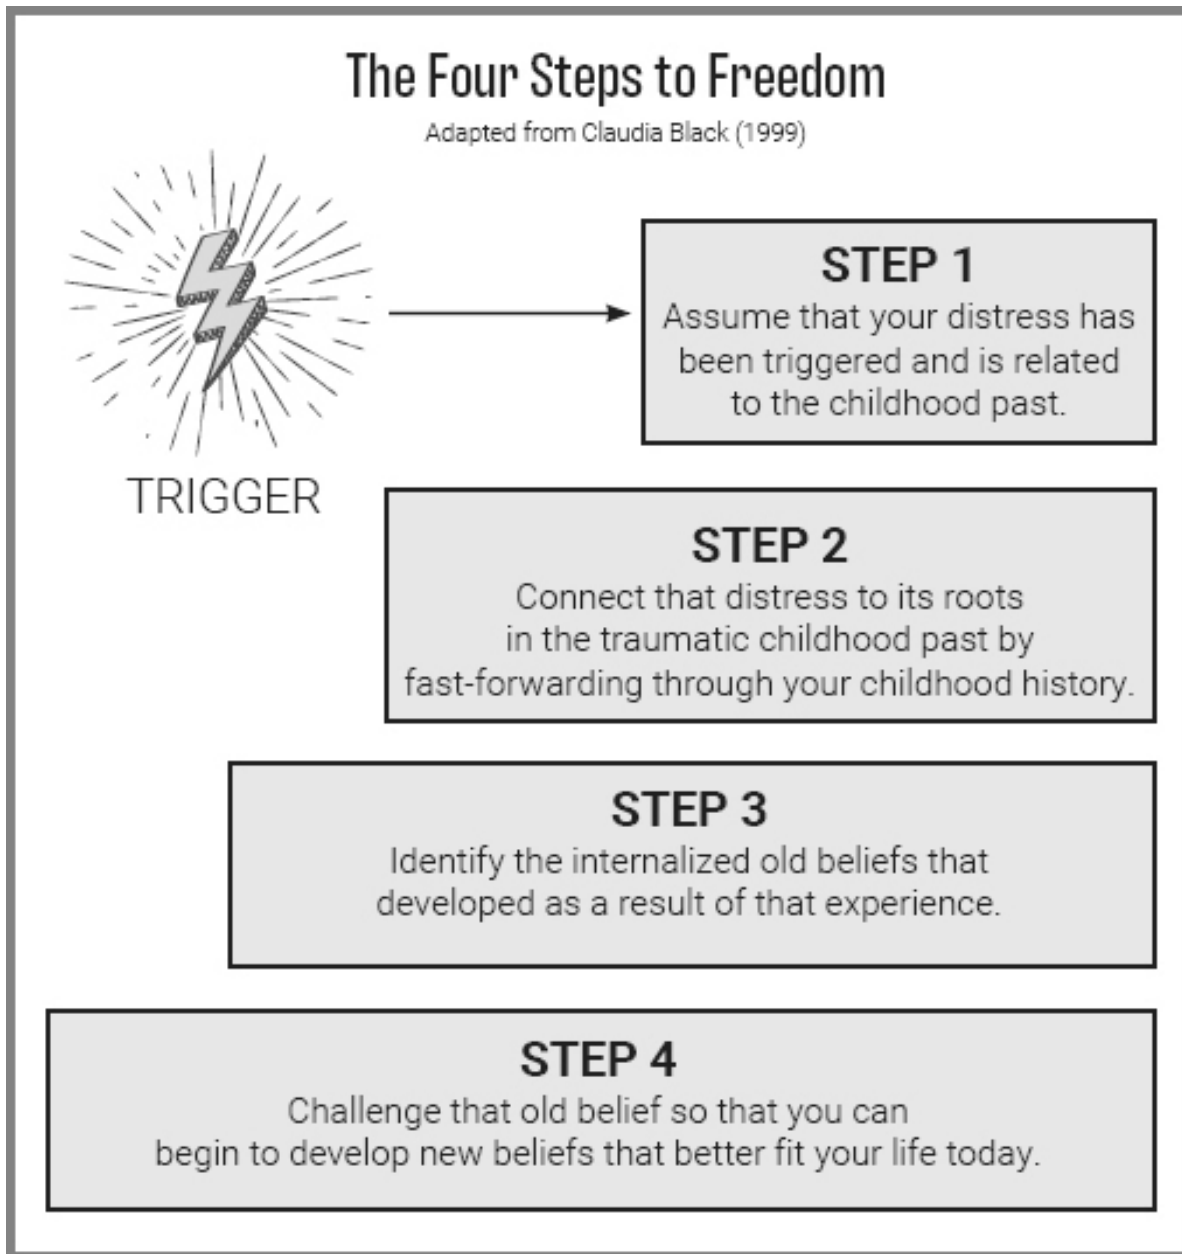 The Four Steps to Freedom
Adapted from Claudia Black (1999)
TRIGGER
STEP 1
Assume that your distress has
been triggered and is related
to the childhood past.
STEP 2
Connect that distress to its roots
in the traumatic childhood past by
fast-forwarding through your childhood history.
STEP 3
Identify the internalized old beliefs that
developed as a result of that experience.
STEP 4
Challenge that old belief so that you can
begin to develop new beliefs that better fit your life today.